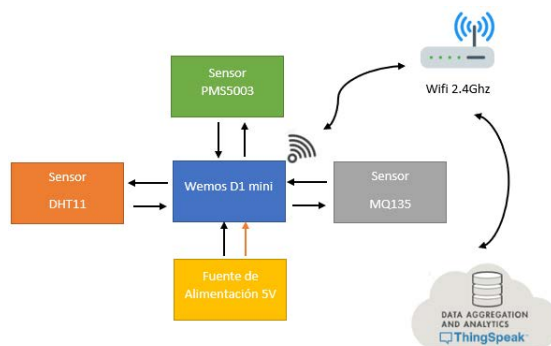 Sensor
PMS5003
Wifi 2.4Ghz
Sensor
DHT11
Wemos D1 mini
Sensor
MQ135
Fuente de
Alimentación 5V
DATA AGGREGATION
AND ANALYTICS
ThingSpeak